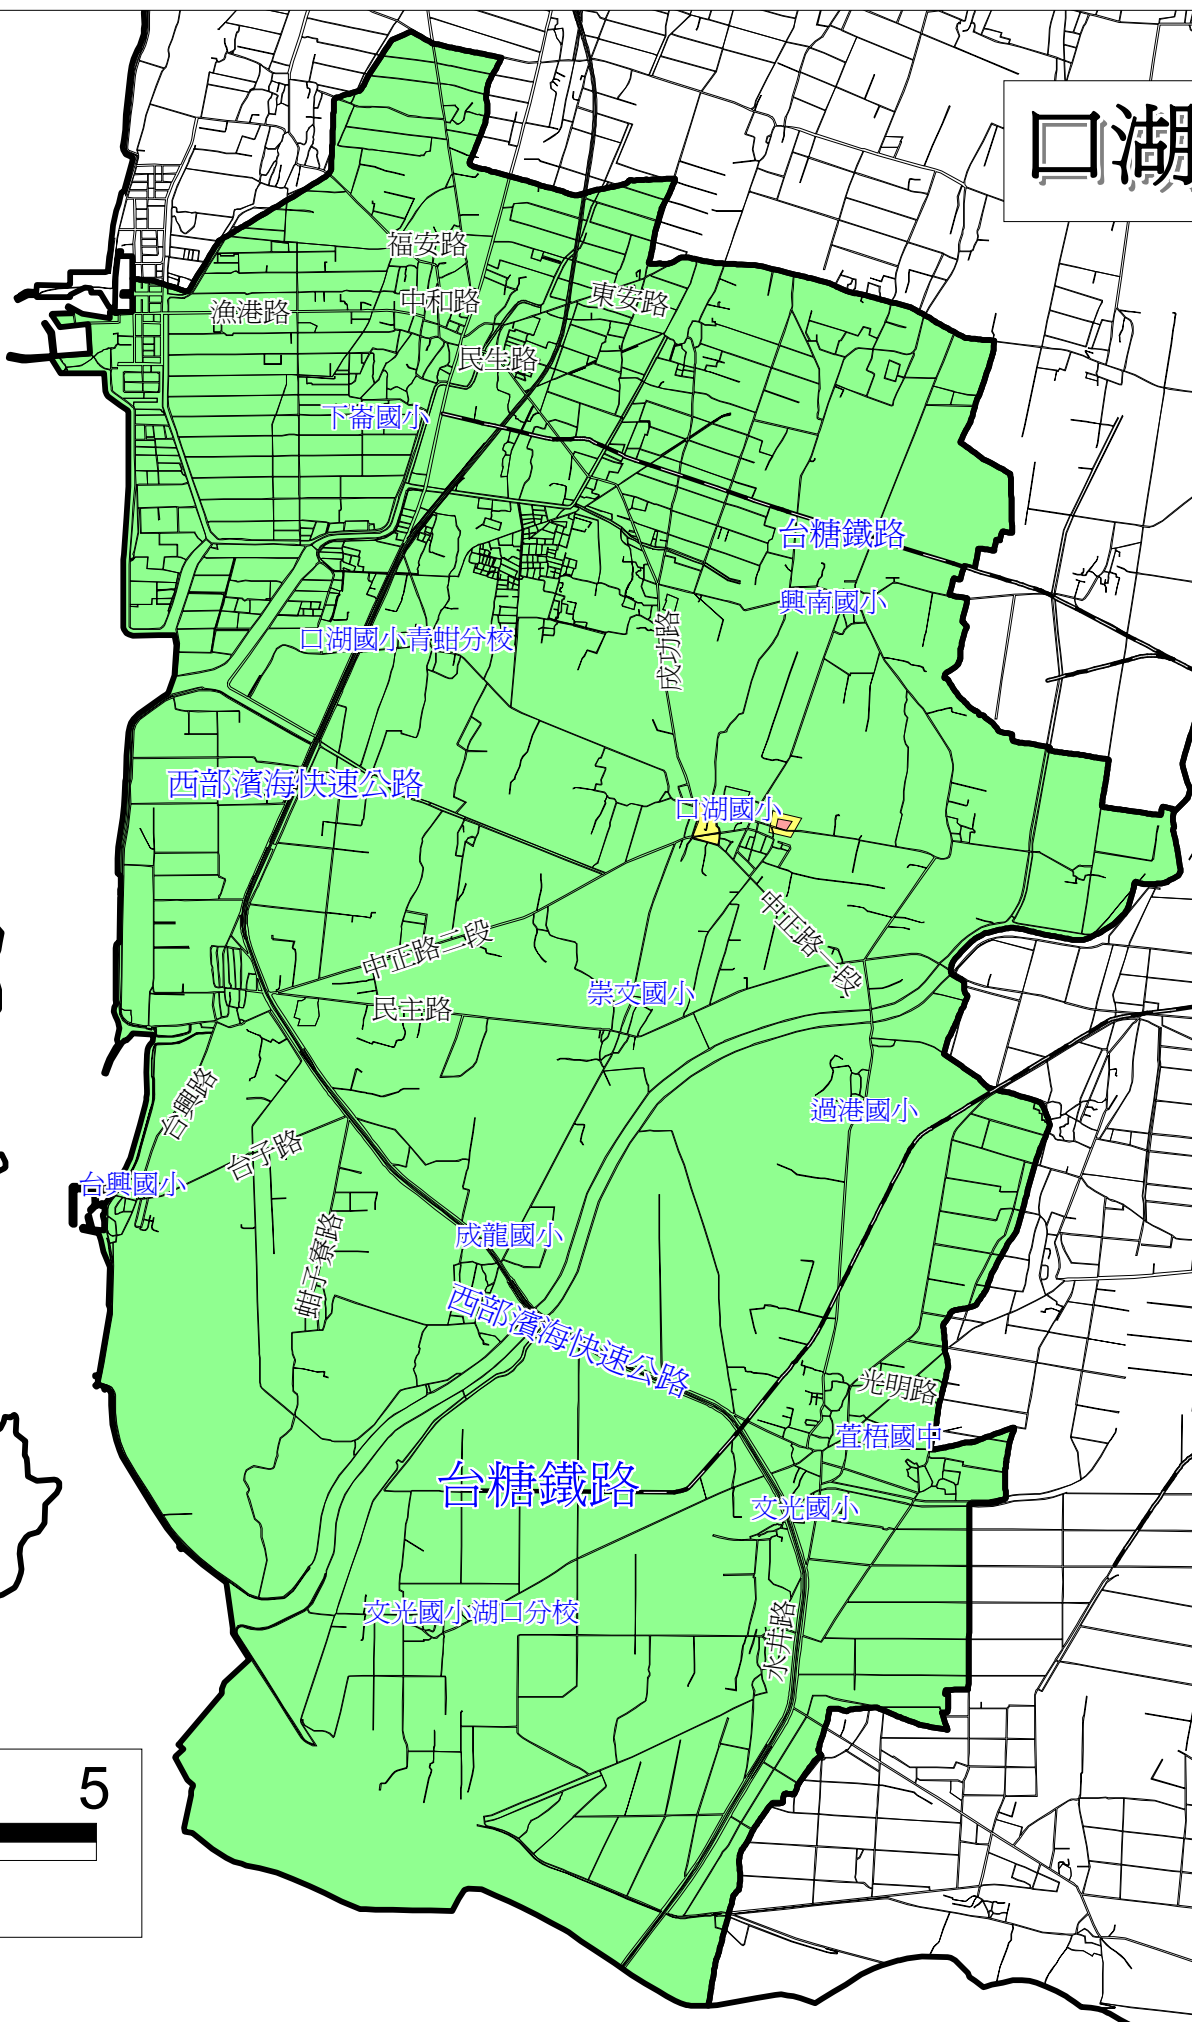 口湖
福安路
中和路
東安路
漁港路
民生路
下崙國小
台糖鐵路
興南國小
口湖國小青蚶分校
成功路
西部濱海快速公路
口湖國小
中正路一段
中正路二段
崇文國小
民主路
台興路
過港國小
台子路
台興國小
成龍國小
蚶子寮路
西部濱海快速公路
光明路
萱梧國中
台糖鐵路
文光國小
文光國小湖口分校
水井路
5